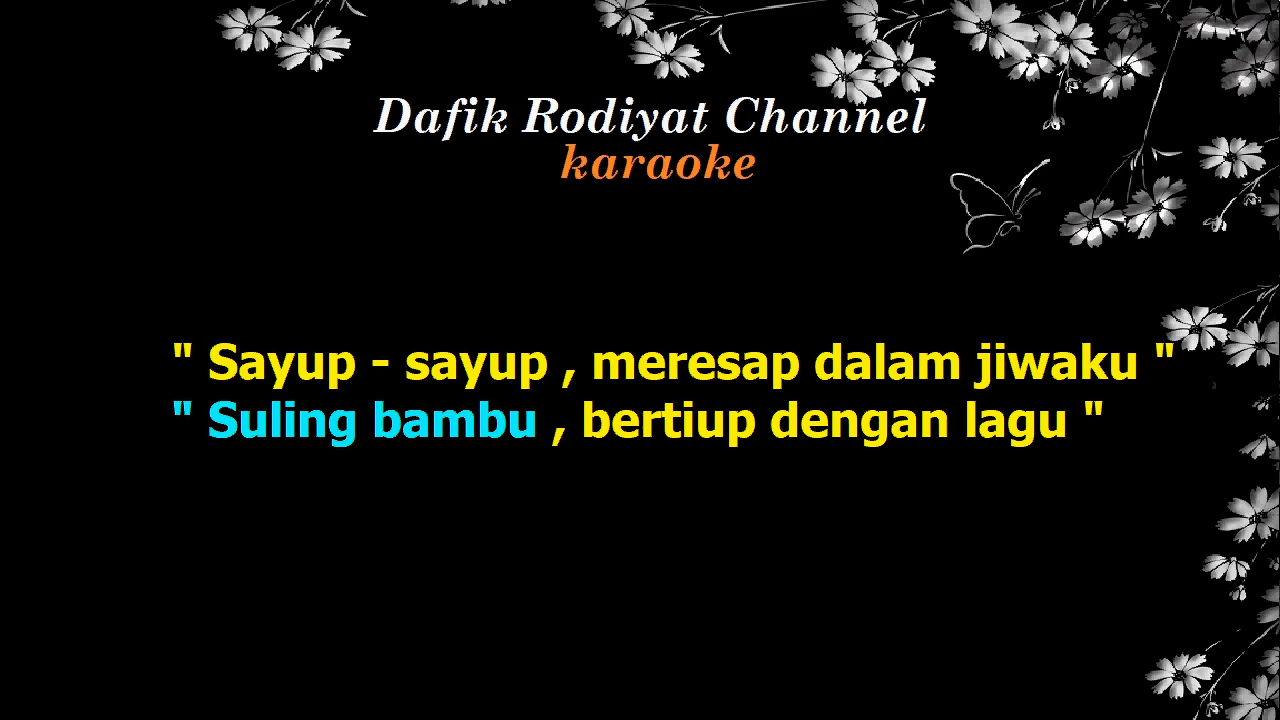 Dafik Rodiyat Channel
karaoke
" Sayup - sayup , meresap dalam jiwaku "
" Suling bambu , bertiup dengan lagu "